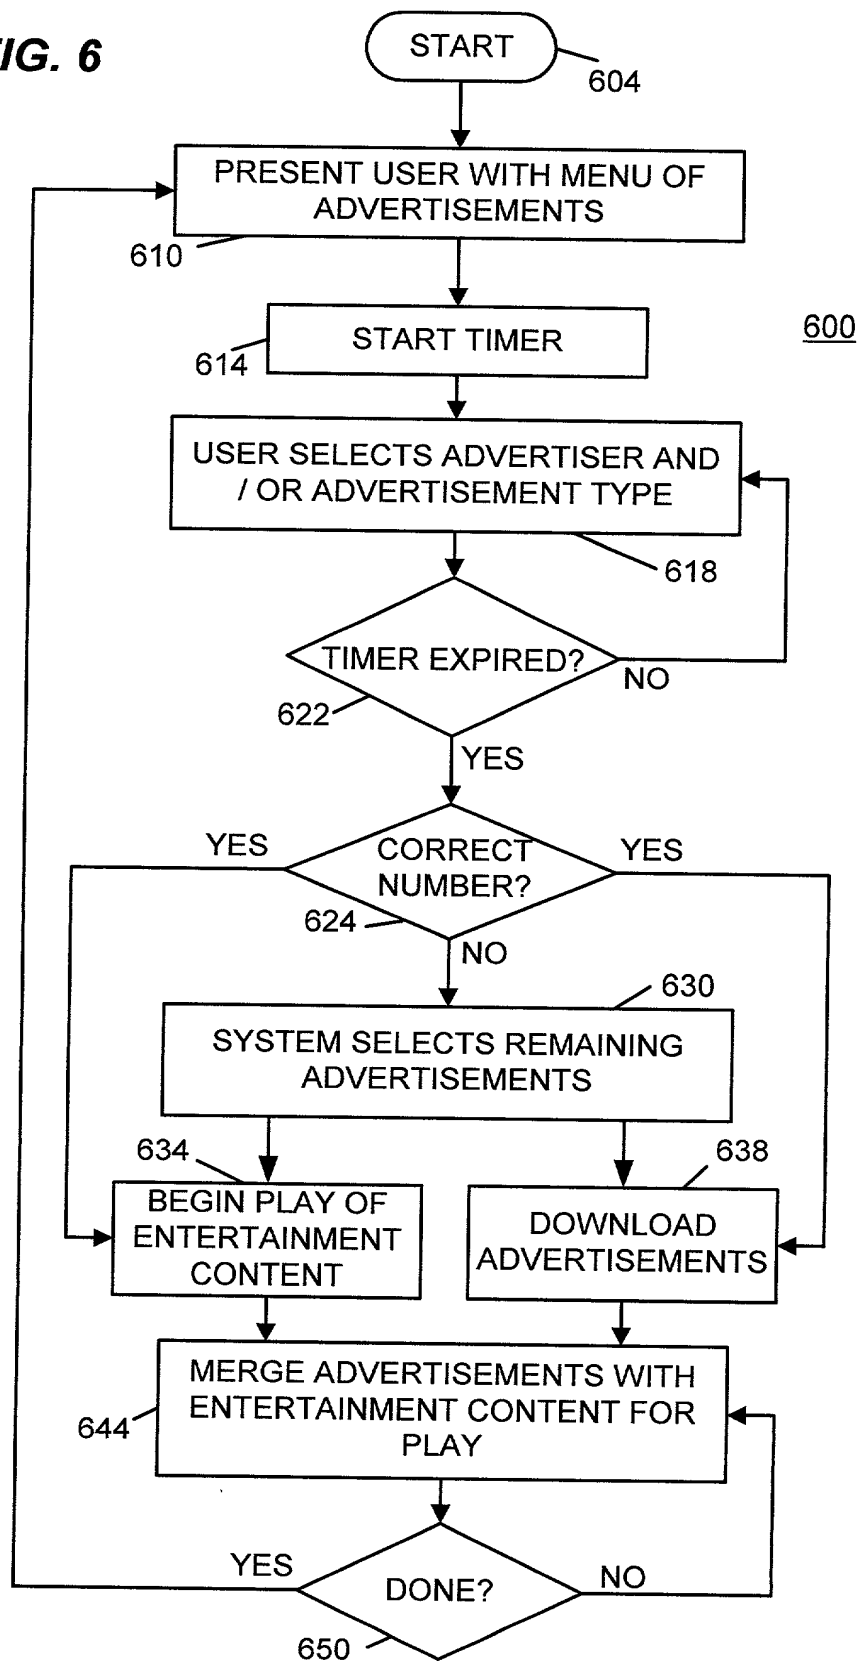 FIG. 6
START
604
PRESENT USER WITH MENU OF
ADVERTISEMENTS
610
600
START TIMER
614
USER SELECTS ADVERTISER AND
/ OR ADVERTISEMENT TYPE
618
TIMER EXPIRED?
NO
622
YES
YES
CORRECT
NUMBER?
YES
624
NO
630
SYSTEM SELECTS REMAINING
ADVERTISEMENTS
634
638
BEGIN PLAY OF
ENTERTAINMENT
CONTENT
DOWNLOAD
ADVERTISEMENTS
MERGE ADVERTISEMENTS WITH
ENTERTAINMENT CONTENT FOR
PLAY
644
YES
DONE?
NO
650